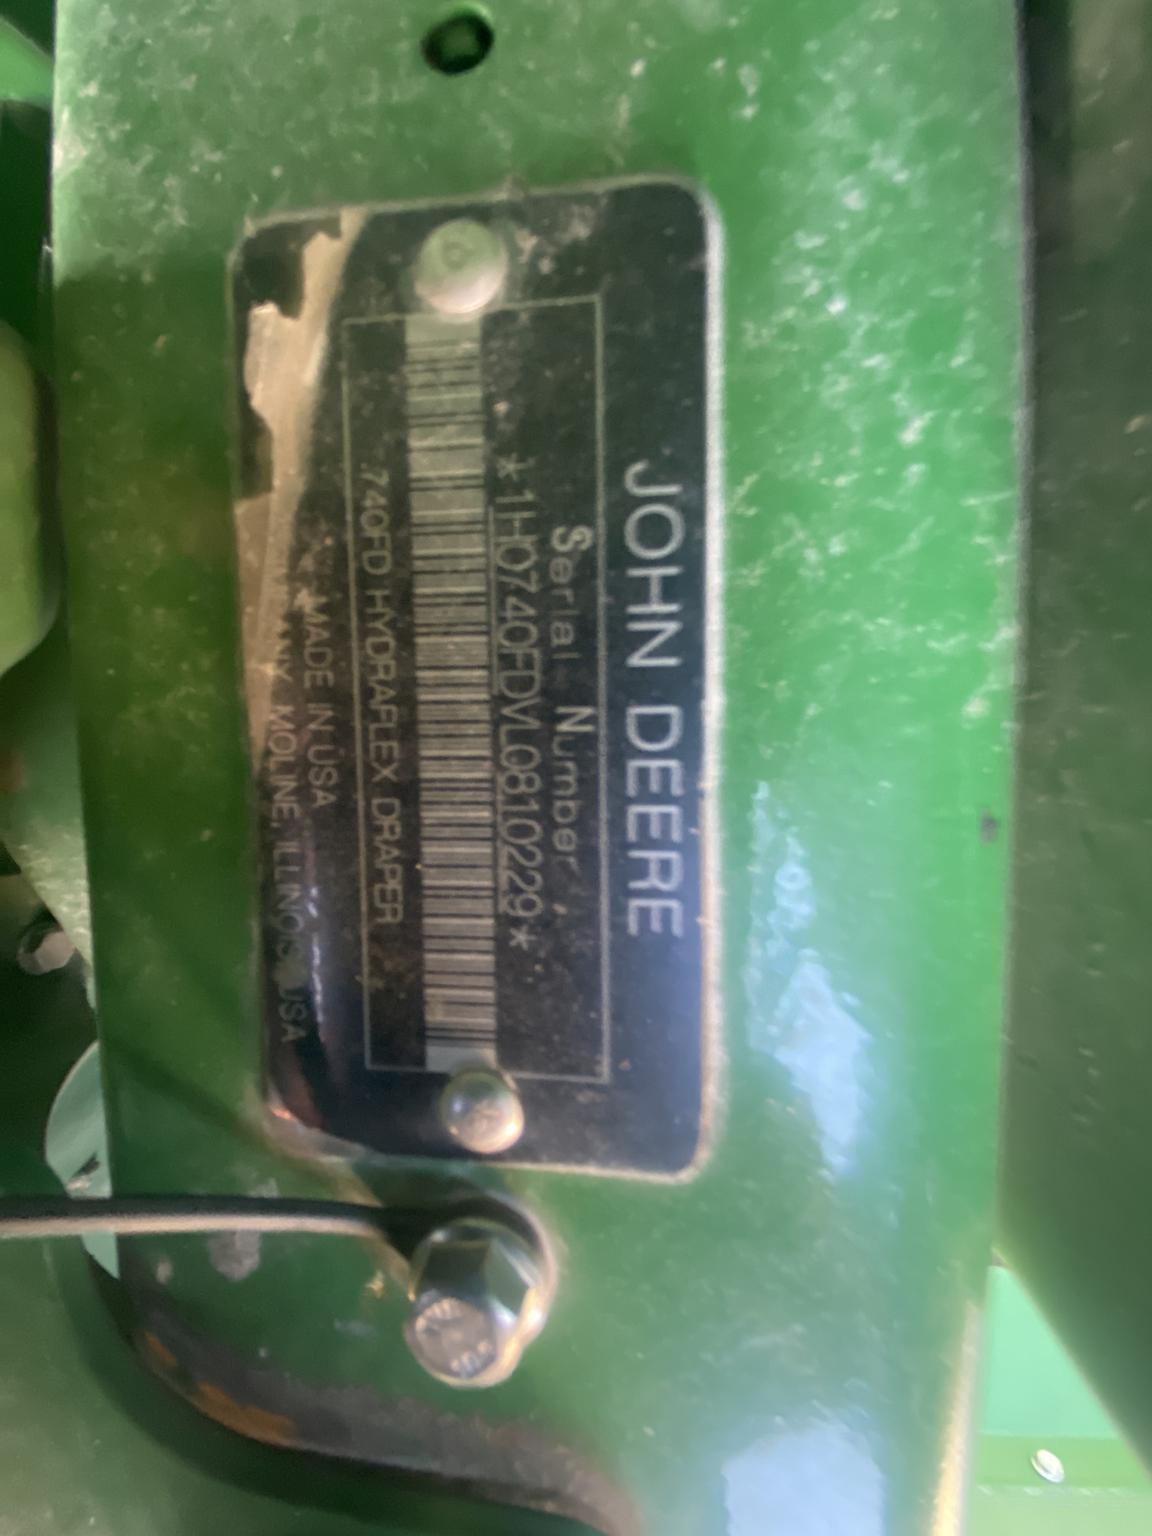 JOHN DEERE
Serial Number
*1H0740FDVL0810229*
740FD HYDRAFLEX DRAPER
MADE IN USA
MOLINE, ILLINOIS USA